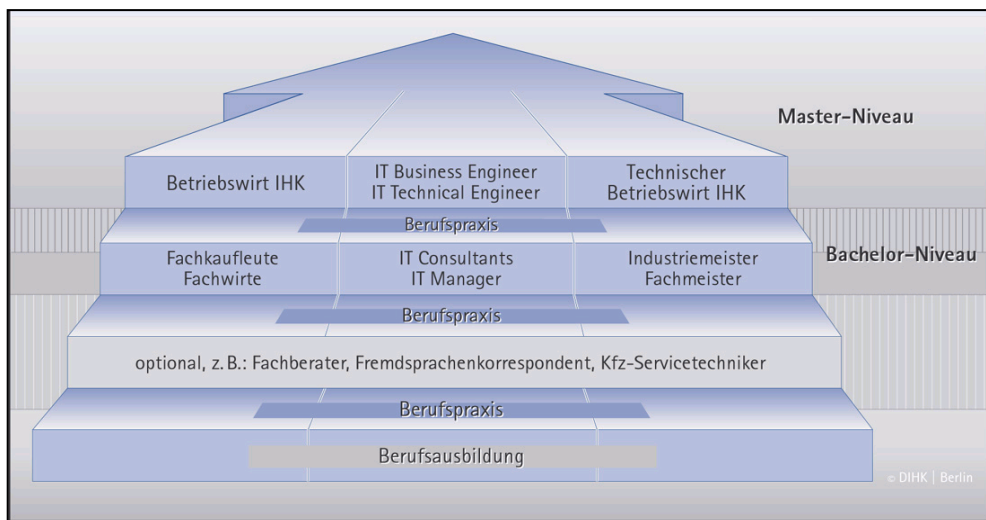 Master-Niveau
Betriebswirt IHK
IT Business Engineer
IT Technical Engineer
Technischer
Betriebswirt IHK
Berufspraxis
Bachelor-Niveau
Fachkaufleute
Fachwirte
IT Consultants
IT Manager
Industriemeister
Fachmeister
Berufspraxis
optional, z. B.: Fachberater, Fremdsprachenkorrespondent, Kfz-Servicetechniker
Berufspraxis
Berufsausbildung
© DIHK | Berlin